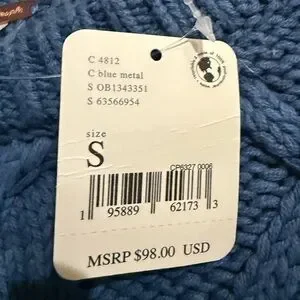 C 4812
C blue metal
S OB1343351
S 63566954
size
S
CP6327 0006
1 95889 62173 3
MSRP $98.00 USD